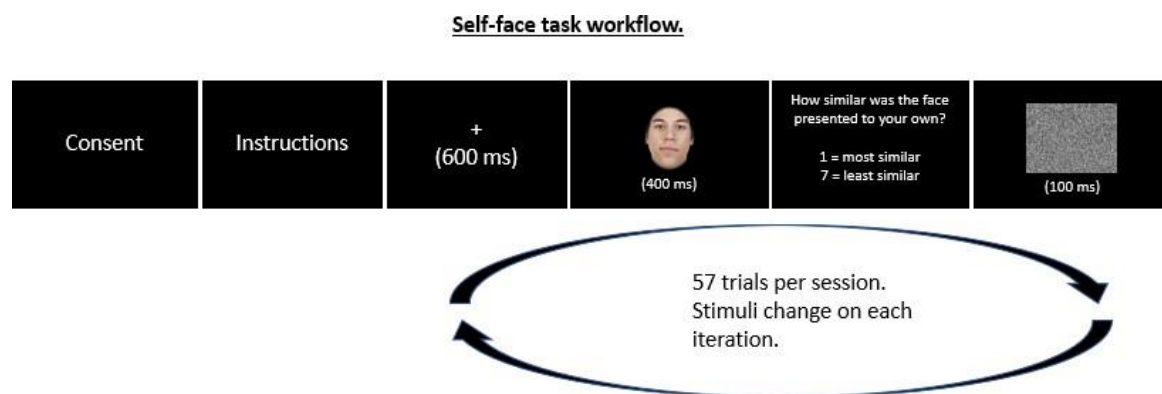 Self-face task workflow.
Consent
Instructions
+
(600 ms)
(400 ms)
How similar was the face
presented to your own?
1 = most similar
7 = least similar
(100 ms)
57 trials per session.
Stimuli change on each
iteration.